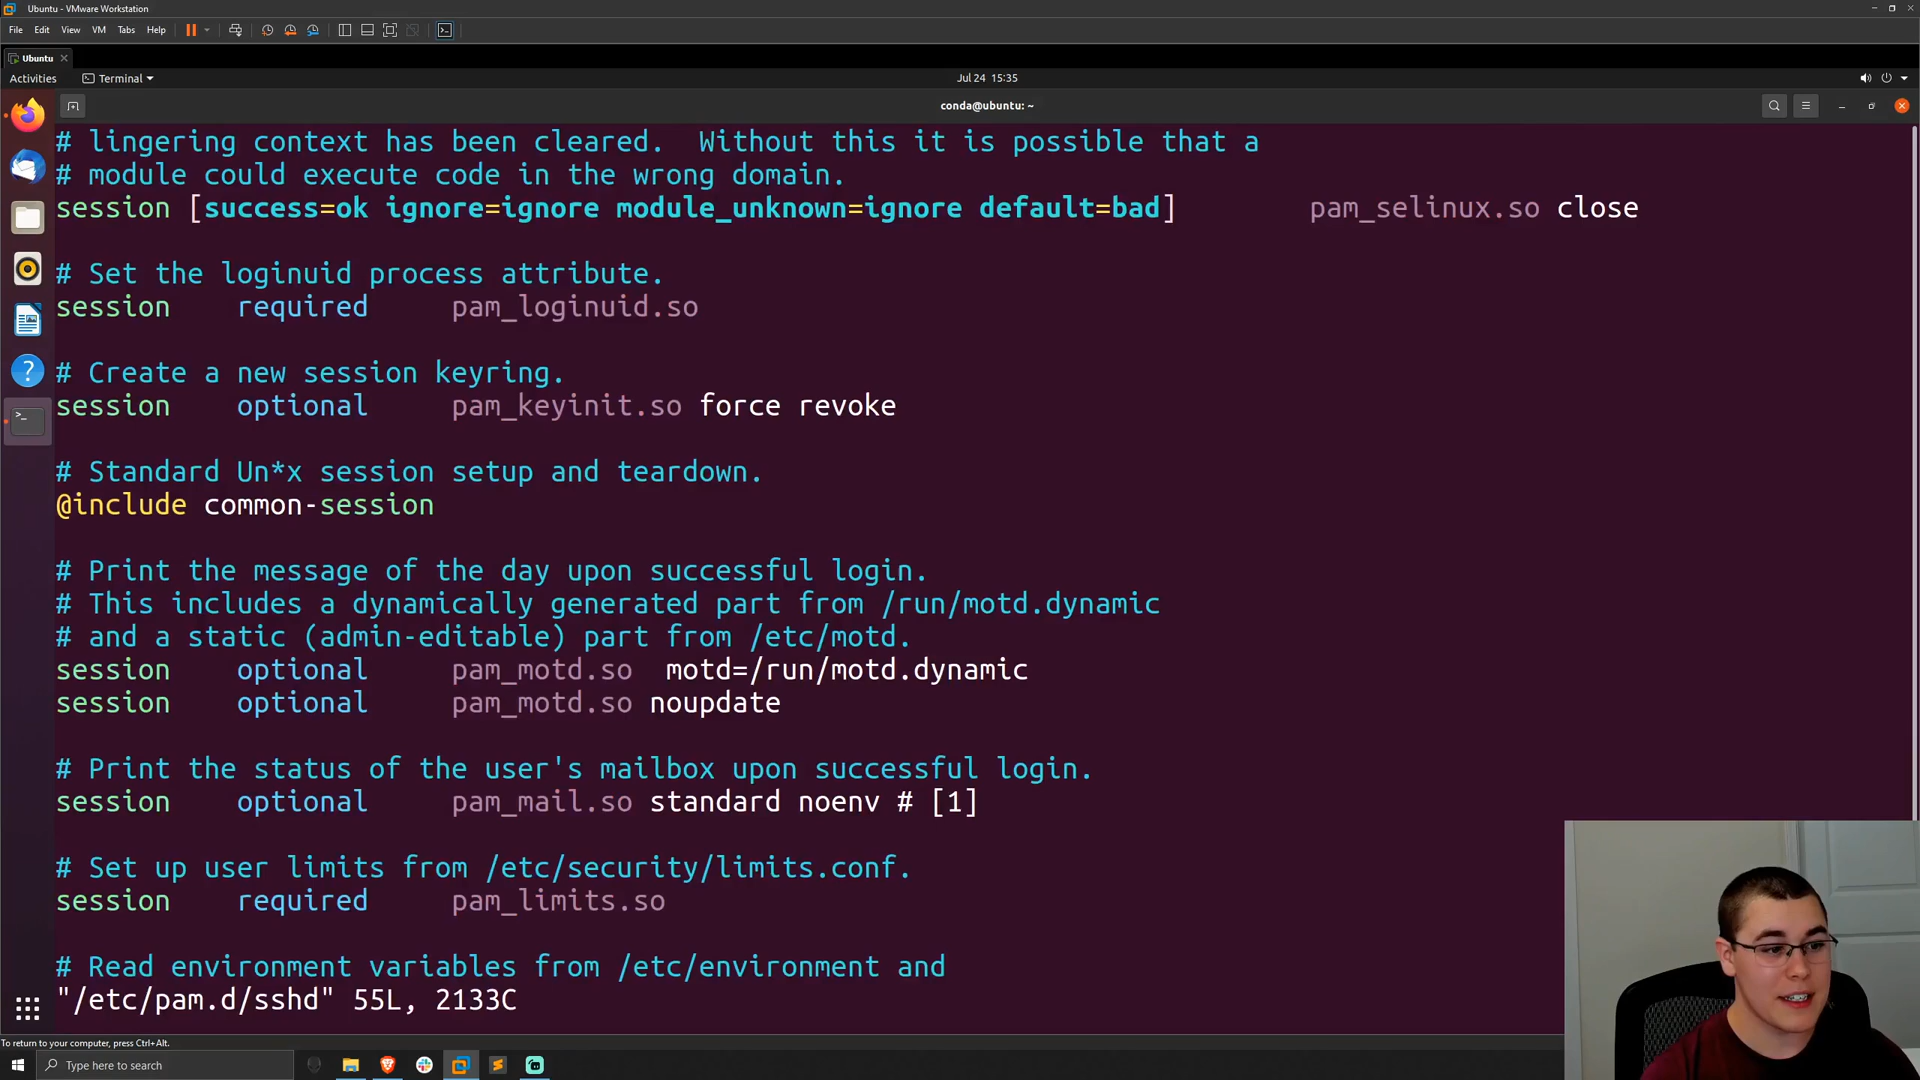 Ubuntu - VMware Workstation
File Edit View VM Tabs Help
Ubuntu
Activities Terminal Jul 24 15:35
conda@ubuntu: ~
# lingering context has been cleared.  Without this it is possible that a
# module could execute code in the wrong domain.
session [success=ok ignore=ignore module_unknown=ignore default=bad]        pam_selinux.so close
# Set the loginuid process attribute.
session    required     pam_loginuid.so
# Create a new session keyring.
session    optional     pam_keyinit.so force revoke
# Standard Un*x session setup and teardown.
@include common-session
# Print the message of the day upon successful login.
# This includes a dynamically generated part from /run/motd.dynamic
# and a static (admin-editable) part from /etc/motd.
session    optional     pam_motd.so  motd=/run/motd.dynamic
session    optional     pam_motd.so noupdate
# Print the status of the user's mailbox upon successful login.
session    optional     pam_mail.so standard noenv # [1]
# Set up user limits from /etc/security/limits.conf.
session    required     pam_limits.so
# Read environment variables from /etc/environment and
"/etc/pam.d/sshd" 55L, 2133C
To return to your computer, press Ctrl+Alt.
Type here to search